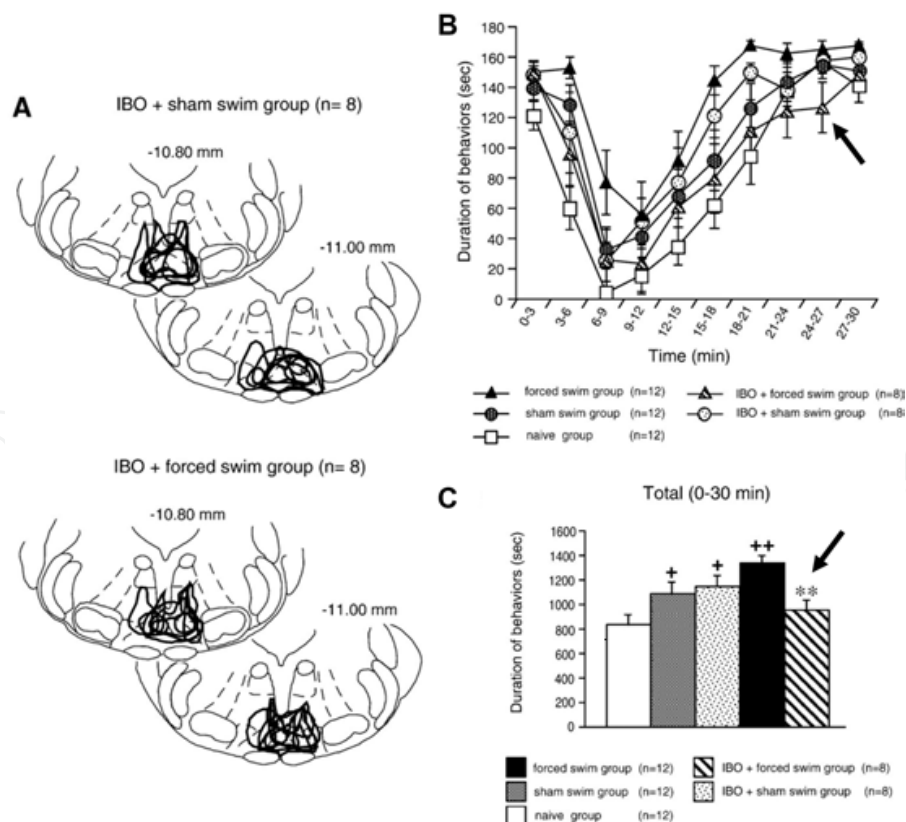 A
IBO + sham swim group (n= 8)
-10.80 mm
-11.00 mm
IBO + forced swim group (n= 8)
-10.80 mm
-11.00 mm
B
Duration of behaviors (sec)
180
160
140
120
100
80
60
40
20
0
0-3
3-6
6-9
9-12
12-15
15-18
18-21
21-24
24-27
27-30
Time (min)
forced swim group (n=12)
IBO + forced swim group (n=8)
sham swim group (n=12)
IBO + sham swim group (n=8
naive group (n=12)
C
Total (0-30 min)
Duration of behaviors (sec)
1600
1400
1200
1000
800
600
400
200
0
+
+
++
**
forced swim group (n=12)
IBO + forced swim group (n=8)
sham swim group (n=12)
IBO + sham swim group (n=8)
naive group (n=12)